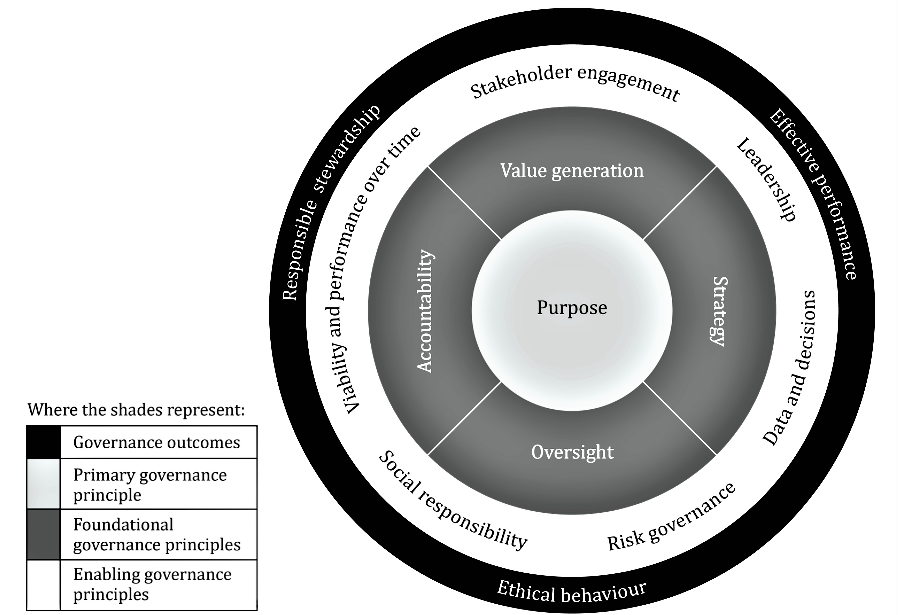 Stakeholder engagement
Responsible stewardship
Effective performance
Viability and performance over time
Leadership
Value generation
Accountability
Purpose
Strategy
Data and decisions
Oversight
Social responsibility
Risk governance
Ethical behaviour
Where the shades represent:
Governance outcomes
Primary governance
principle
Foundational
governance principles
Enabling governance
principles